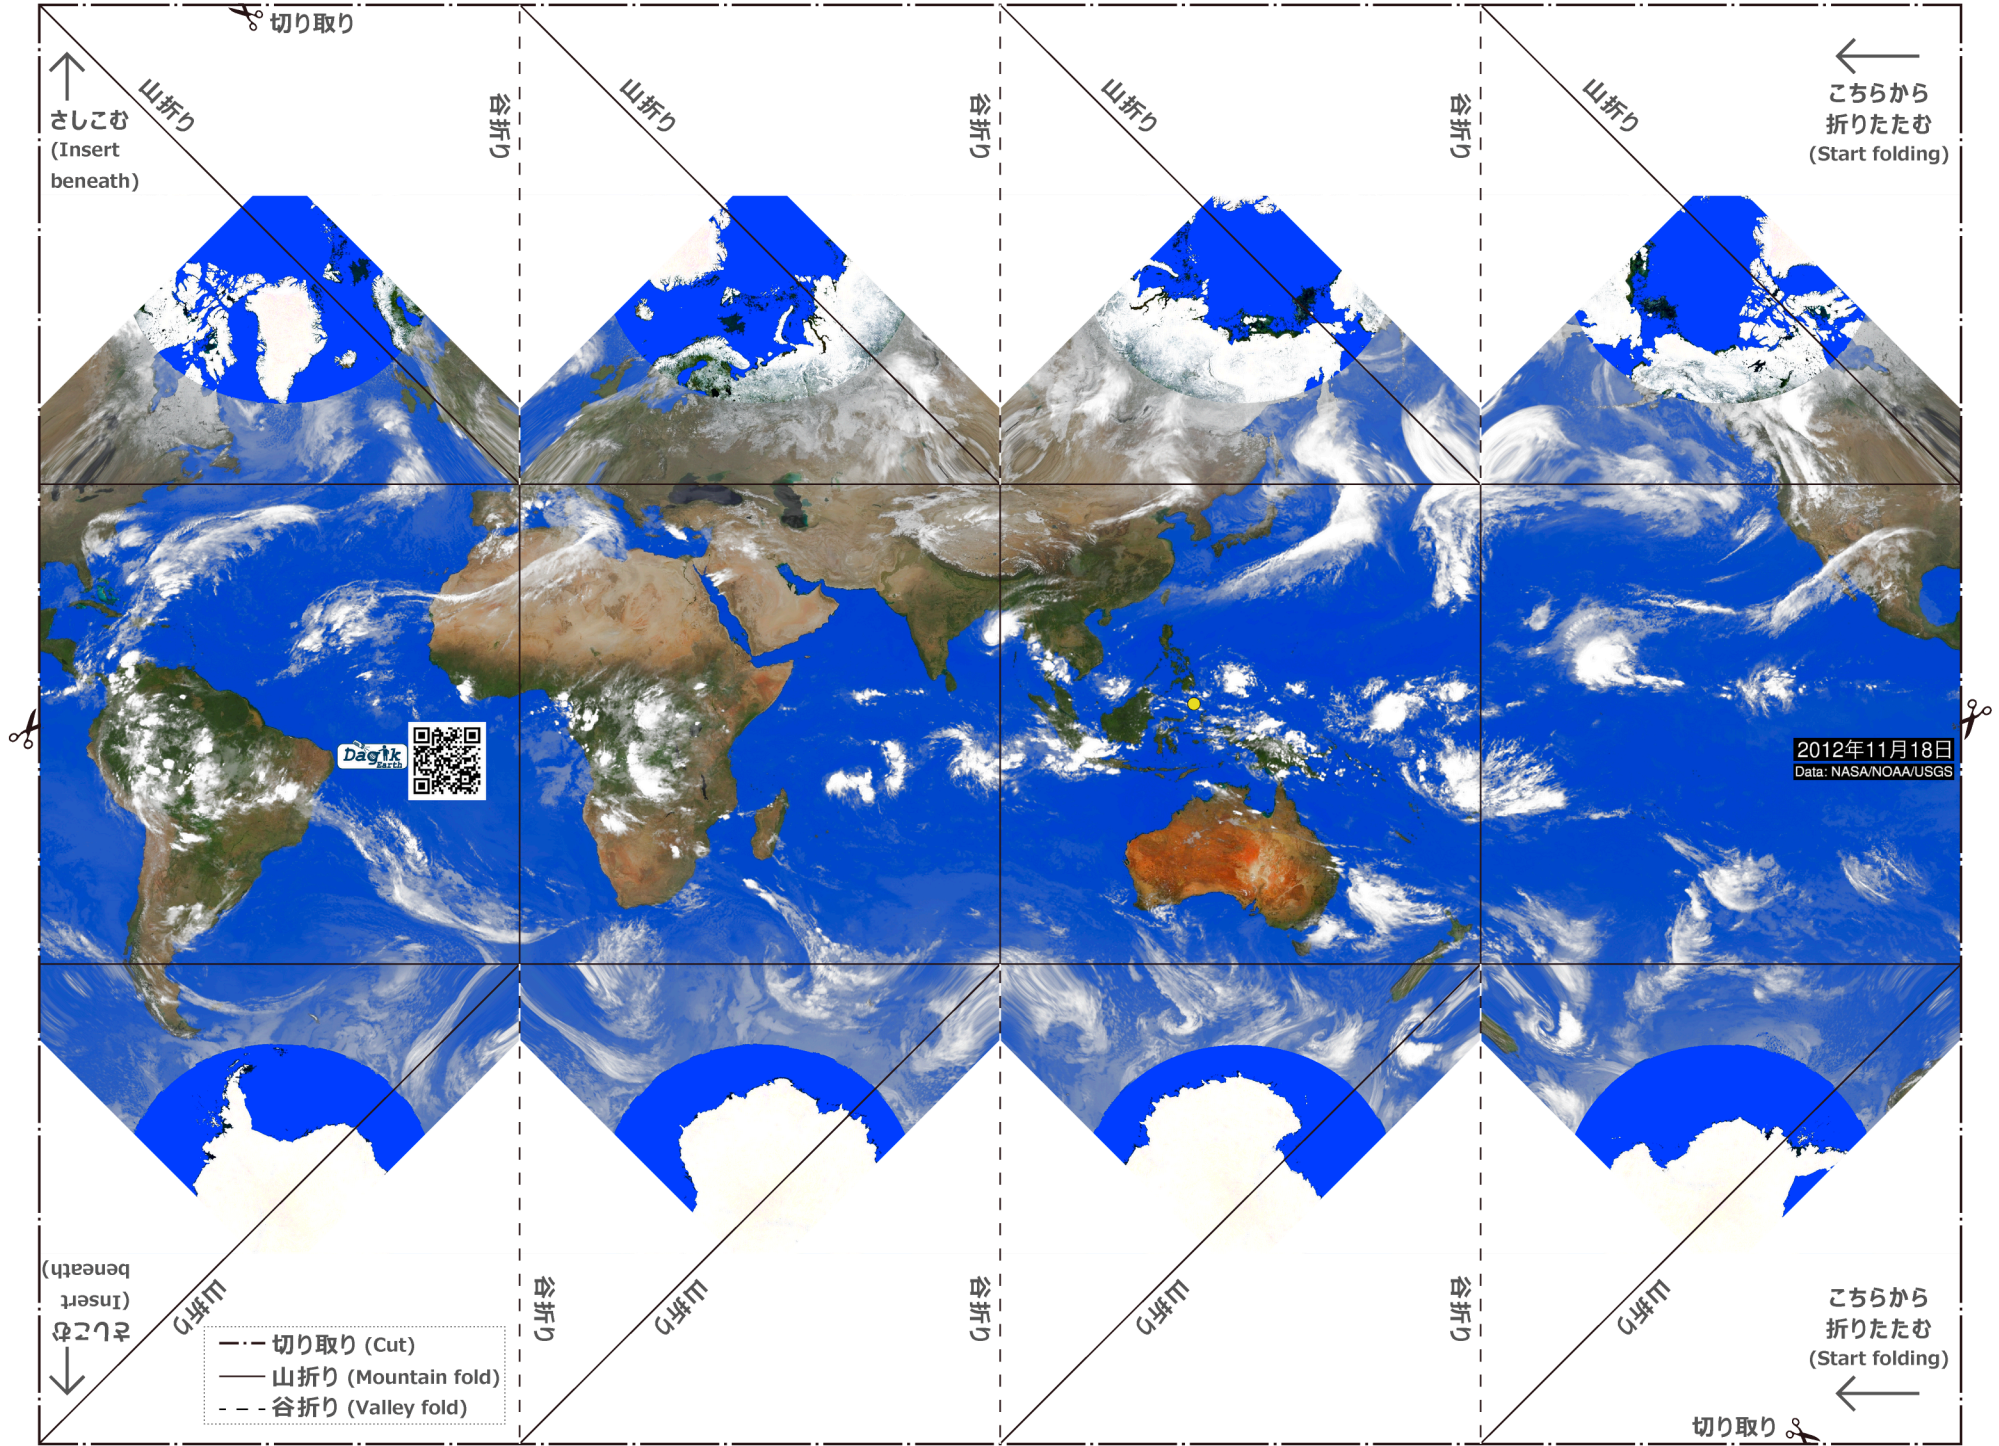 切り取り
さしこむ
(Insert
beneath)
山折り
谷折り
山折り
谷折り
山折り
谷折り
山折り
こちらから
折りたたむ
(Start folding)
Dagik
Earth
2012年11月18日
Data: NASA/NOAA/USGS
さしこむ
(Insert
beneath)
山折り
谷折り
山折り
谷折り
山折り
谷折り
山折り
こちらから
折りたたむ
(Start folding)
切り取り (Cut)
山折り (Mountain fold)
谷折り (Valley fold)
切り取り